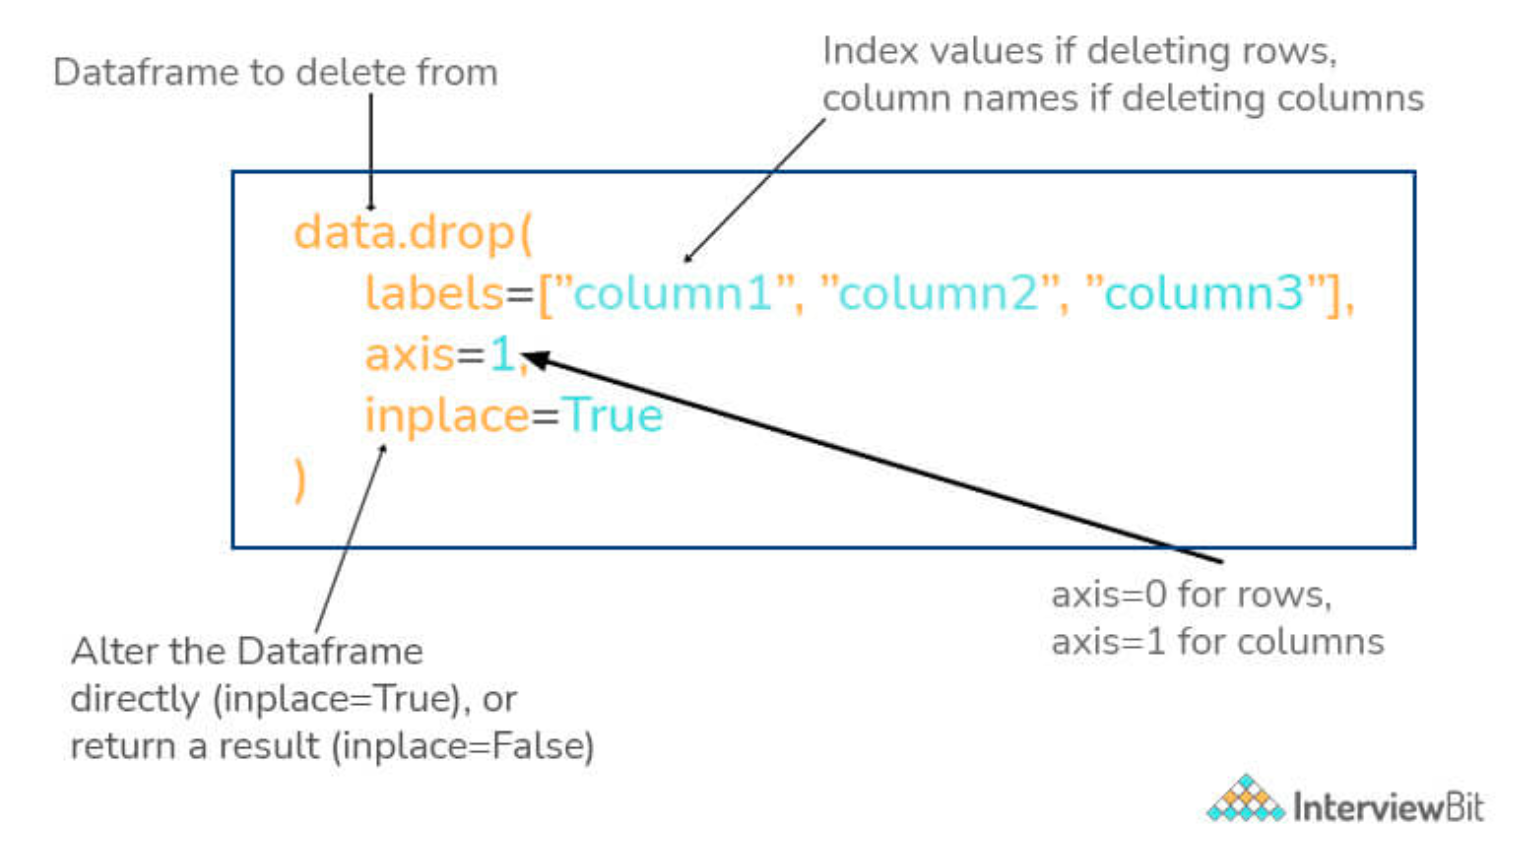 Dataframe to delete from
Index values if deleting rows,
column names if deleting columns
data.drop(
labels=["column1”, "column2”, "column3"],
axis=1,
inplace=True
)
axis=0 for rows,
axis=1 for columns
Alter the Dataframe
directly (inplace=True), or
return a result (inplace=False)
InterviewBit